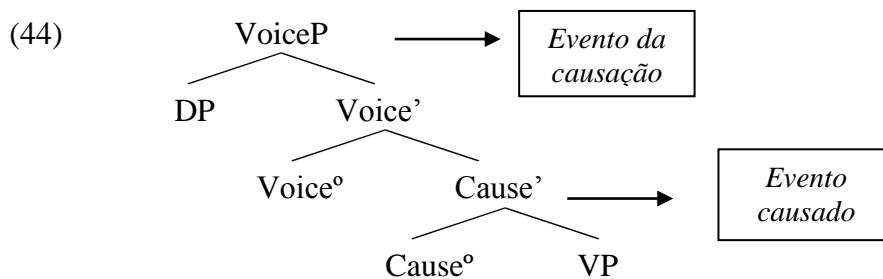 (44) VoiceP Evento da
causação
DP Voice’
Voiceº Cause’ Evento
causado
Causeº VP